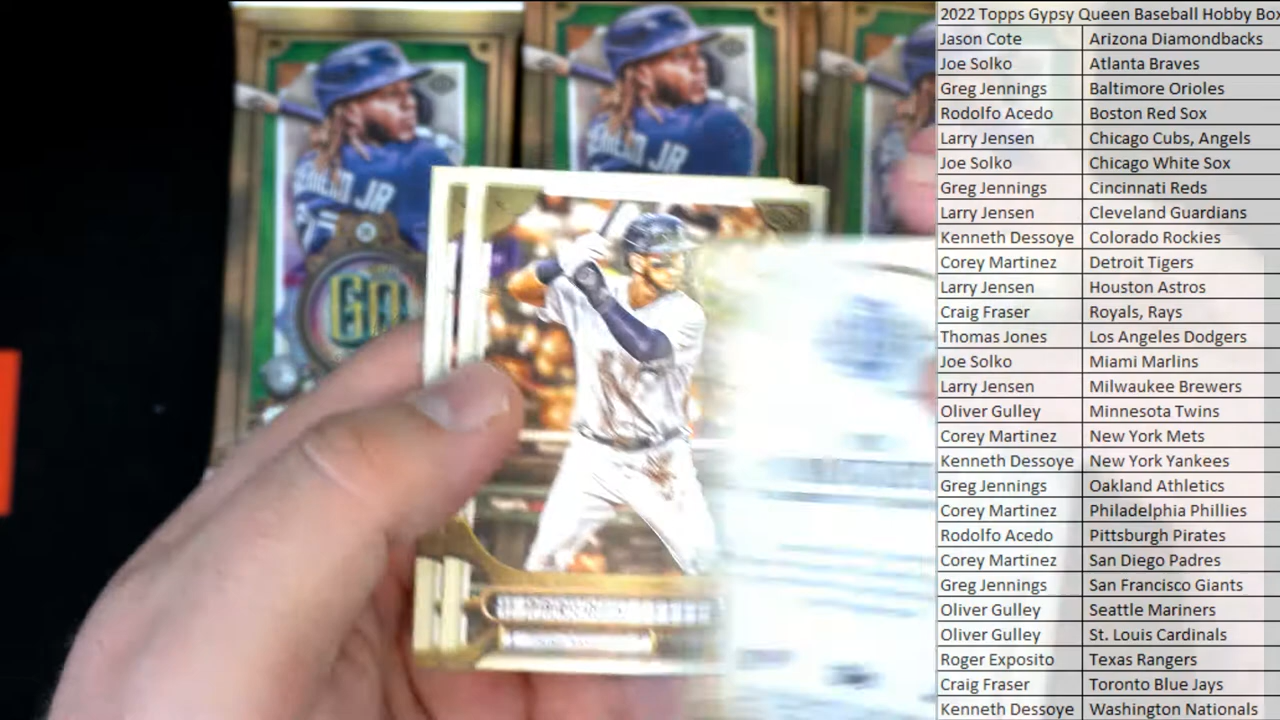 2022 Topps Gypsy Queen Baseball Hobby Box
Jason Cote Arizona Diamondbacks
Joe Solko Atlanta Braves
Greg Jennings Baltimore Orioles
Rodolfo Acedo Boston Red Sox
Larry Jensen Chicago Cubs, Angels
Joe Solko Chicago White Sox
Greg Jennings Cincinnati Reds
Larry Jensen Cleveland Guardians
Kenneth Dessoye Colorado Rockies
Corey Martinez Detroit Tigers
Larry Jensen Houston Astros
Craig Fraser Royals, Rays
Thomas Jones Los Angeles Dodgers
Joe Solko Miami Marlins
Larry Jensen Milwaukee Brewers
Oliver Gulley Minnesota Twins
Corey Martinez New York Mets
Kenneth Dessoye New York Yankees
Greg Jennings Oakland Athletics
Corey Martinez Philadelphia Phillies
Rodolfo Acedo Pittsburgh Pirates
Corey Martinez San Diego Padres
Greg Jennings San Francisco Giants
Oliver Gulley Seattle Mariners
Oliver Gulley St. Louis Cardinals
Roger Exposito Texas Rangers
Craig Fraser Toronto Blue Jays
Kenneth Dessoye Washington Nationals
GQ